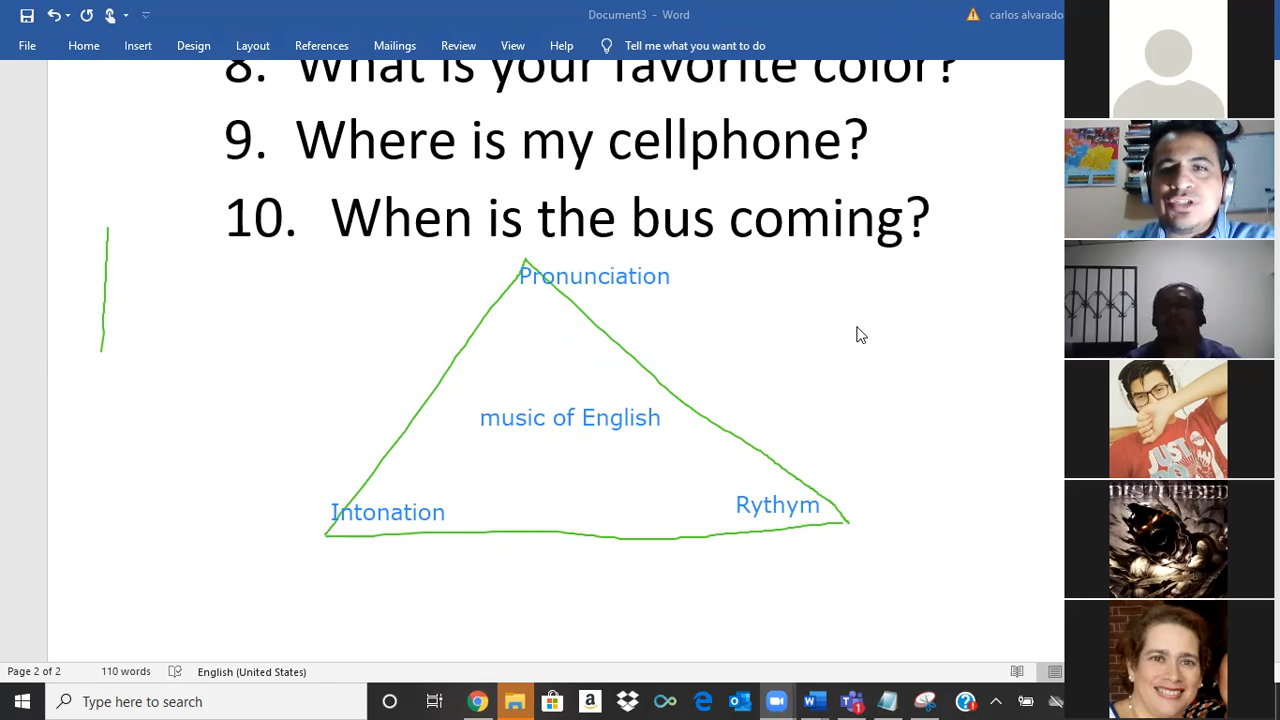 Document3 - Word
carlos alvarado
File Home Insert Design Layout References Mailings Review View Help Tell me what you want to do
8. What is your favorite color?
9. Where is my cellphone?
10. When is the bus coming?
Pronunciation
music of English
Intonation
Rythym
JUST
DO
DISTURBED
Page 2 of 2 110 words English (United States)
Type here to search